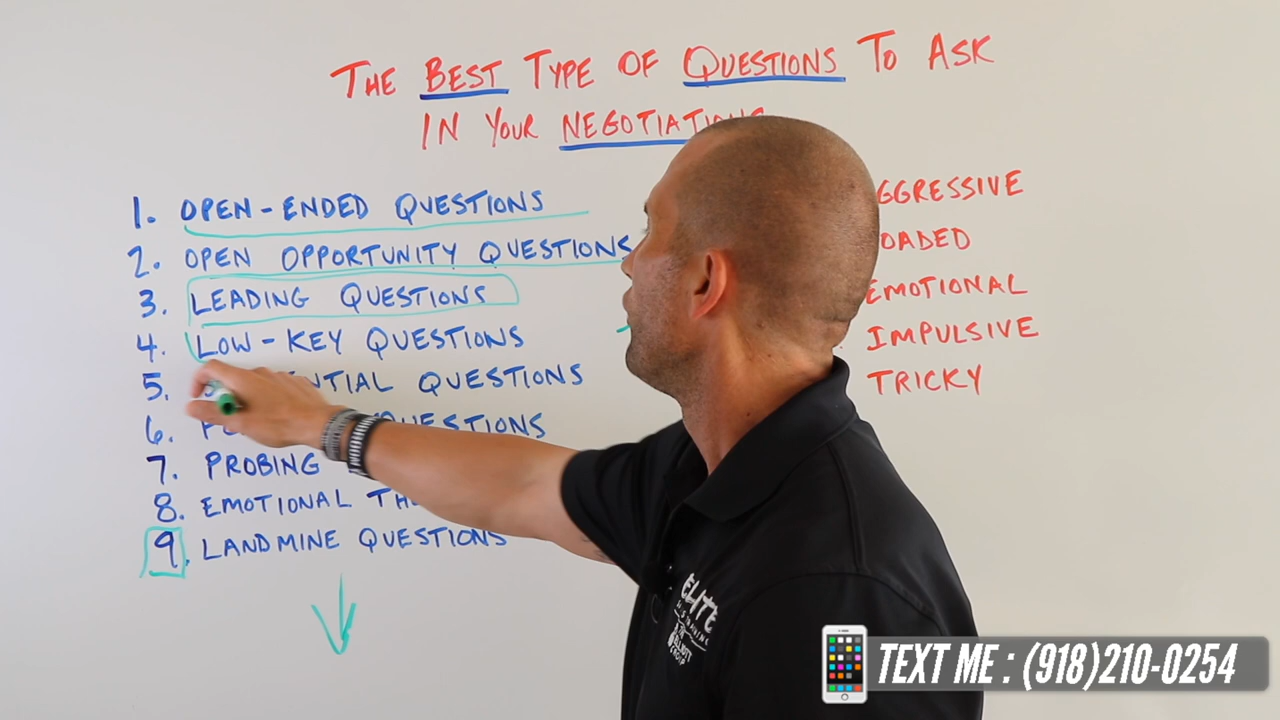 THE BEST TYPE OF QUESTIONS TO ASK
IN YOUR NEGOTIATIONS
1. OPEN-ENDED QUESTIONS
2. OPEN OPPORTUNITY QUESTIONS
3. LEADING QUESTIONS
4. LOW-KEY QUESTIONS
5. NTIAL QUESTIONS
6. QUESTIONS
7. PROBING
8. EMOTIONAL
9. LANDMINE QUESTIONS
GGRESSIVE
OADED
EMOTIONAL
IMPULSIVE
TRICKY
ELITE
TEXT ME : (918)210-0254